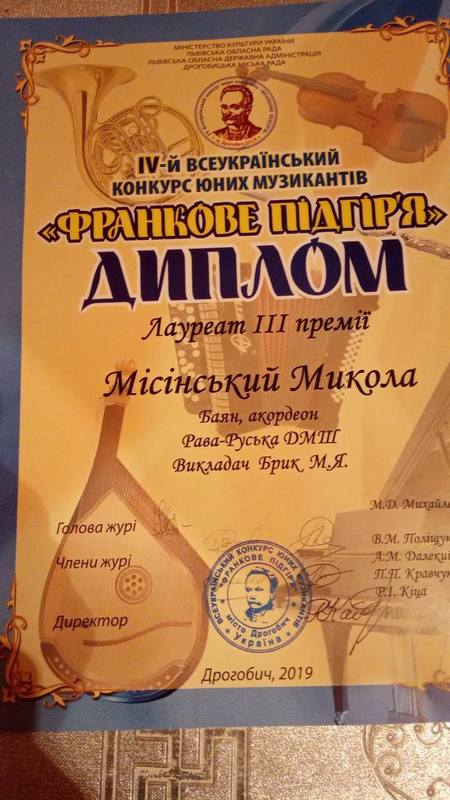 МІНІСТЕРСТВО КУЛЬТУРИ УКРАЇНИ
ЛЬВІВСЬКА ОБЛАСНА РАДА
ЛЬВІВСЬКА ОБЛАСНА ДЕРЖАВНА АДМІНІСТРАЦІЯ
ДРОГОБИЦЬКА МІСЬКА РАДА
IV-Й ВСЕУКРАЇНСЬКИЙ
КОНКУРС ЮНИХ МУЗИКАНТІВ
«ФРАНКОВЕ ПІДГІР'Я»
ДИПЛОМ
Лауреат III премії
Місінський Микола
Баян, акордеон
Рава-Руська ДМШ
Викладач Брик М.Я.
М.Д.
Голова журі
В.М. Поліщук
Члени журі
А.М.
П.П. Кравчук
Р.І. Кіца
Директор
Р.В.
ВСЕУКРАЇНСЬКИЙ КОНКУРС ЮНИХ МУЗИКАНТІВ
"ФРАНКОВЕ ПІДГІР'Я"
місто Дрогобич
Україна
Дрогобич, 2019